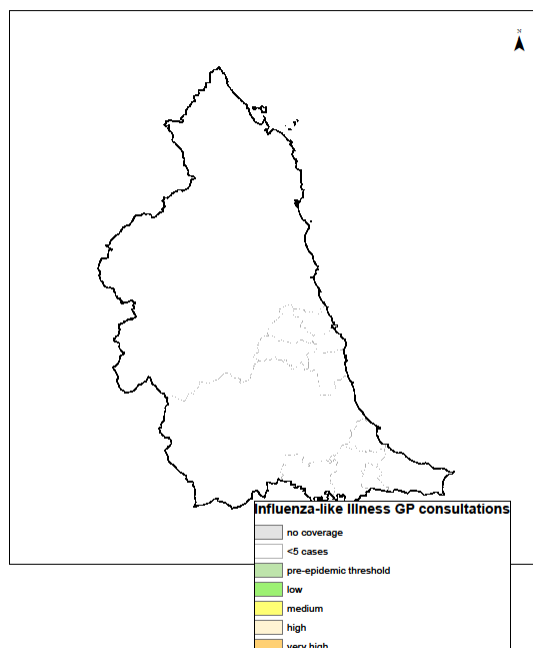 N
Influenza-like Illness GP consultations
no coverage
<5 cases
pre-epidemic threshold
low
medium
high
very high